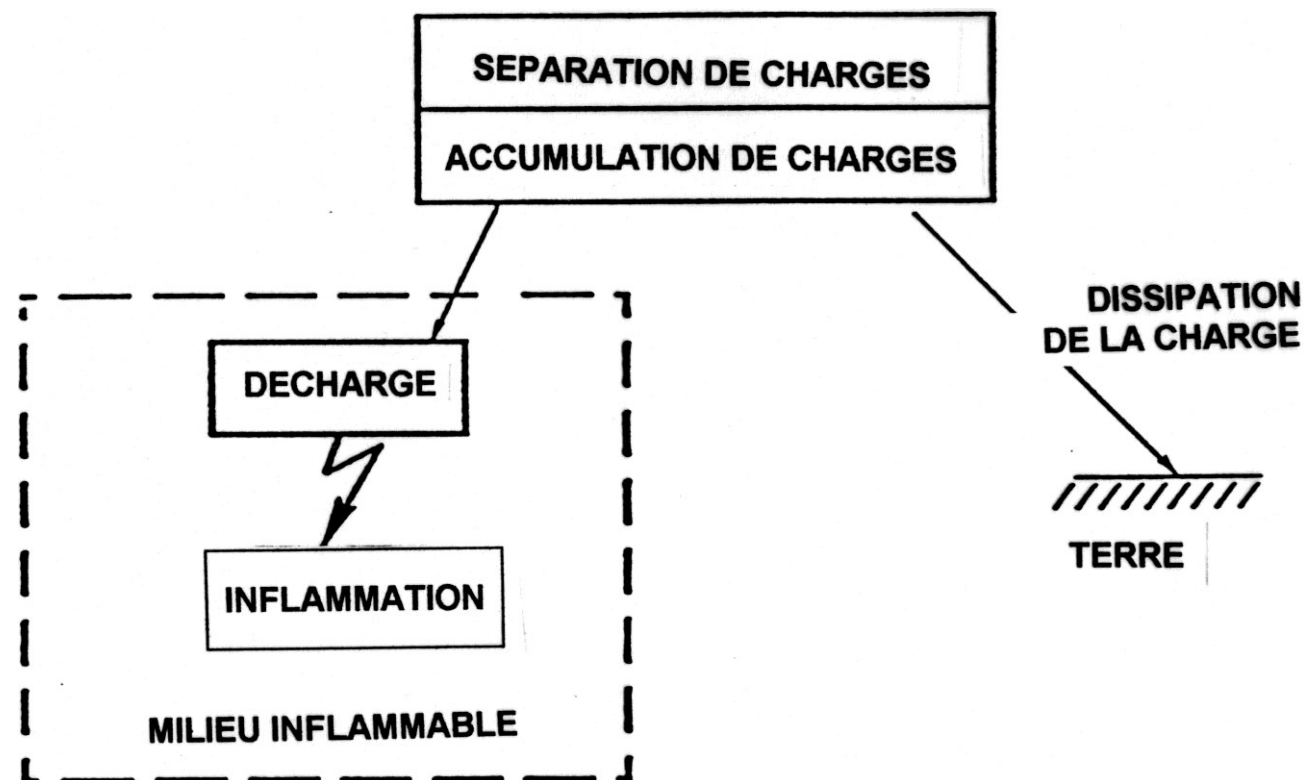 SEPARATION DE CHARGES
ACCUMULATION DE CHARGES
DISSIPATION
DE LA CHARGE
DECHARGE
TERRE
INFLAMMATION
MILIEU INFLAMMABLE